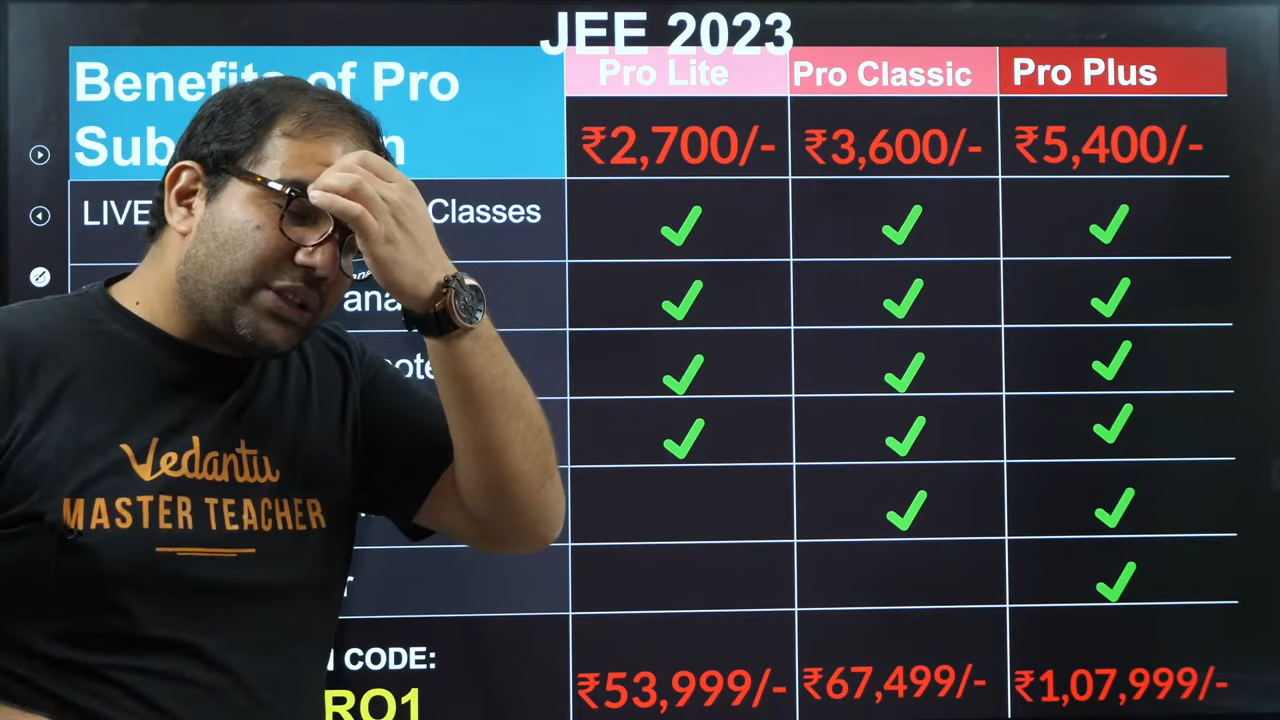 JEE 2023
Benefits of Pro
Pro Lite
Pro Classic
Pro Plus
₹2,700/-
₹3,600/-
₹5,400/-
LIVE
Classes
CODE:
RO1
₹53,999/-
₹67,499/-
₹1,07,999/-
Vedantu
MASTER TEACHER